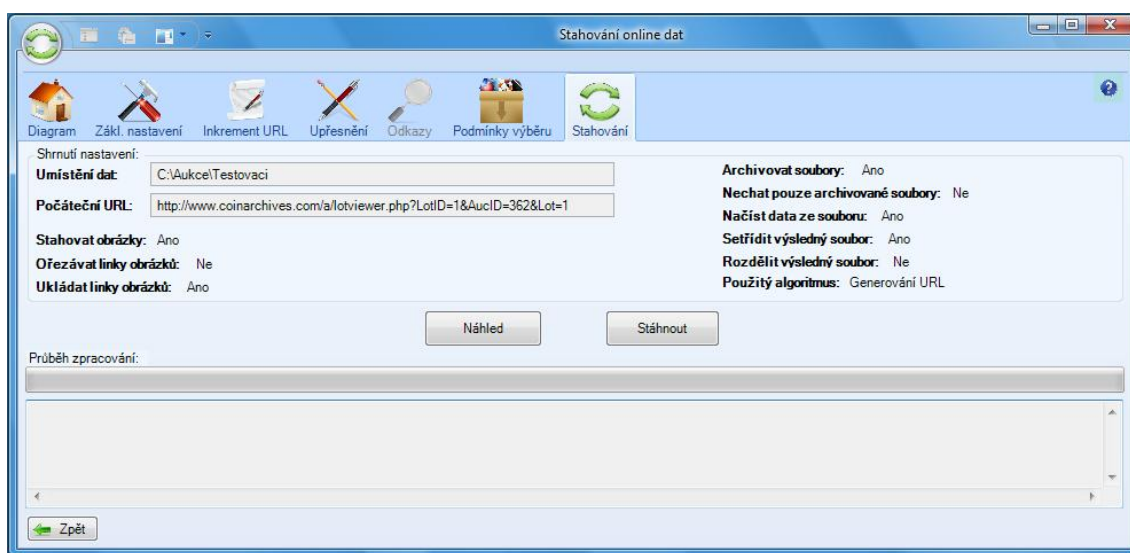 Stahování online dat
Diagram Zákl. nastavení Inkrement URL Upřesnění Odkazy Podmínky výběru Stahování
Shrnutí nastavení:
Umístění dat: C:\Aukce\Testovaci
Počáteční URL: http://www.coinarchives.com/a/lotviewer.php?LotID=1&AucID=362&Lot=1
Stahovat obrázky: Ano
Ořezávat linky obrázků: Ne
Ukládat linky obrázků: Ano
Archivovat soubory: Ano
Nechat pouze archivované soubory: Ne
Načíst data ze souboru: Ano
Setřídit výsledný soubor: Ano
Rozdělit výsledný soubor: Ne
Použitý algoritmus: Generování URL
Náhled Stáhnout
Průběh zpracování:
Zpět